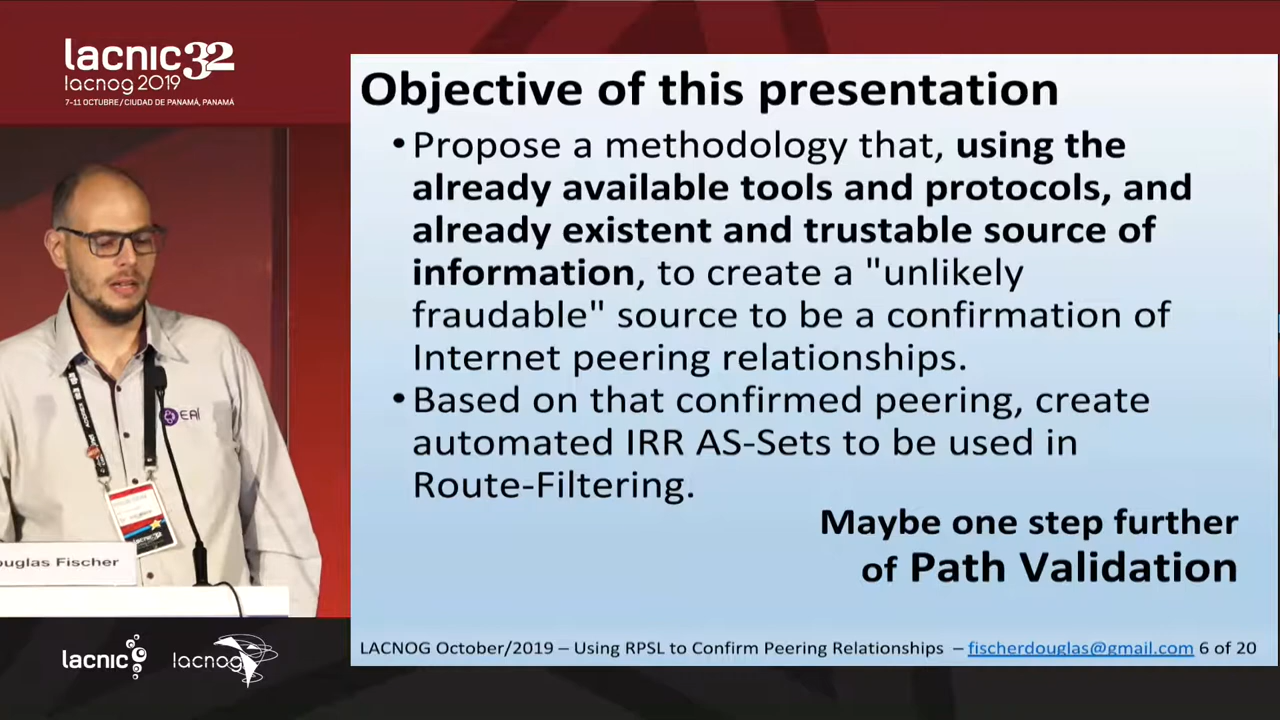 lacnic32
lacnog 2019
7-11 OCTUBRE / CIUDAD DE PANAMÁ, PANAMÁ
Objective of this presentation
•Propose a methodology that, using the
already available tools and protocols, and
already existent and trustable source of
information, to create a "unlikely
fraudable" source to be a confirmation of
Internet peering relationships.
•Based on that confirmed peering, create
automated IRR AS-Sets to be used in
Route-Filtering.
Maybe one step further
of Path Validation
LACNOG October/2019 – Using RPSL to Confirm Peering Relationships – fischerdouglas@gmail.com 6 of 20
EAI
lacnic32
ouglas Fischer
lacnic
lacnog